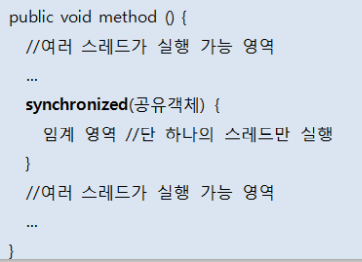 public void method () {
//여러 스레드가 실행 가능 영역
...
synchronized(공유객체) {
임계 영역 //단 하나의 스레드만 실행
}
//여러 스레드가 실행 가능 영역
...
}